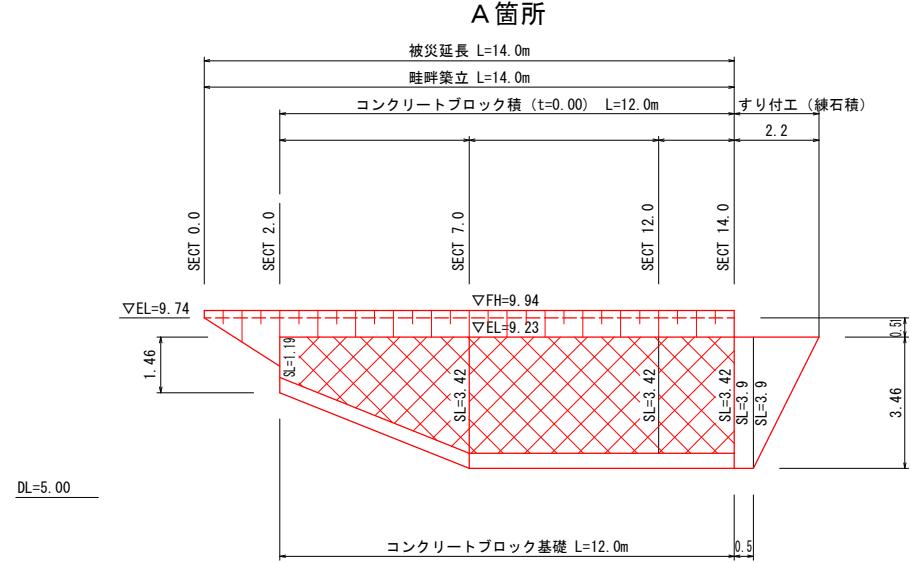 A箇所
被災延長 L=14.0m
畦畔築立 L=14.0m
コンクリートブロック積 (t=0.00) L=12.0m
すり付工(練石積)
2.2
SECT 0.0
SECT 2.0
SECT 7.0
SECT 12.0
SECT 14.0
▽EL=9.74
▽FH=9.94
▽EL=9.23
0.51
1.46
SL=1.19
SL=3.42
SL=3.42
SL=3.42
SL=3.9
SL=3.9
3.46
DL=5.00
コンクリートブロック基礎 L=12.0m
0.5